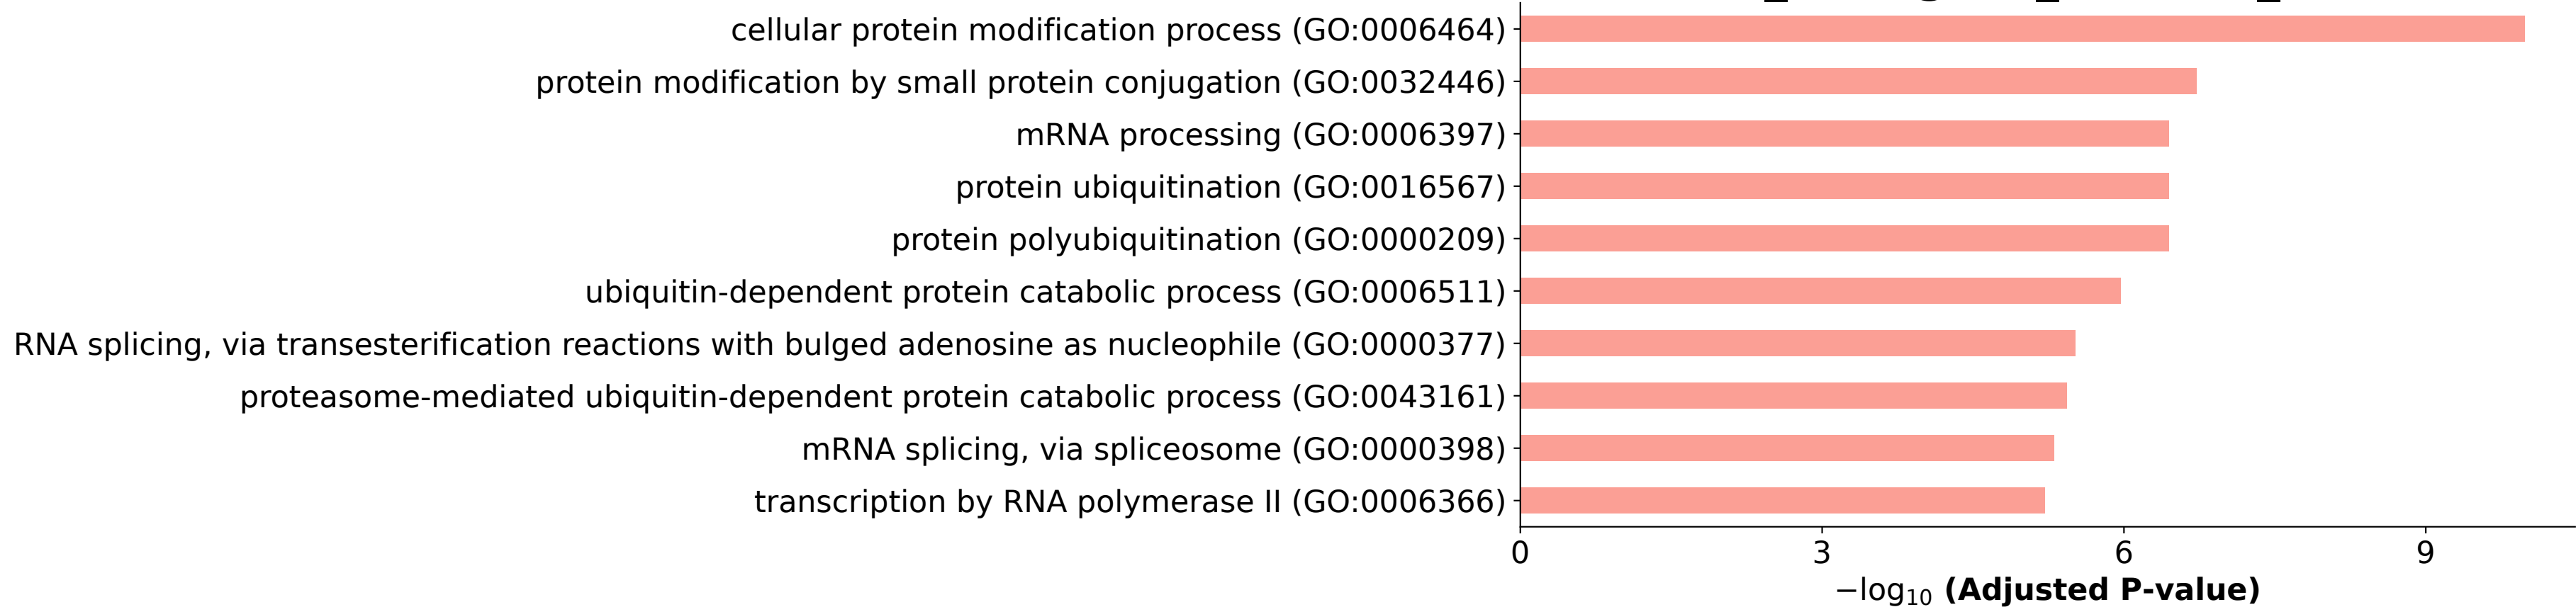 cellular protein modification process (GO:0006464)
protein modification by small protein conjugation (GO:0032446)
mRNA processing (GO:0006397)
protein ubiquitination (GO:0016567)
protein polyubiquitination (GO:0000209)
ubiquitin-dependent protein catabolic process (GO:0006511)
RNA splicing, via transesterification reactions with bulged adenosine as nucleophile (GO:0000377)
proteasome-mediated ubiquitin-dependent protein catabolic process (GO:0043161)
mRNA splicing, via spliceosome (GO:0000398)
transcription by RNA polymerase II (GO:0006366)
0 3 6 9
−log₁₀ (Adjusted P-value)